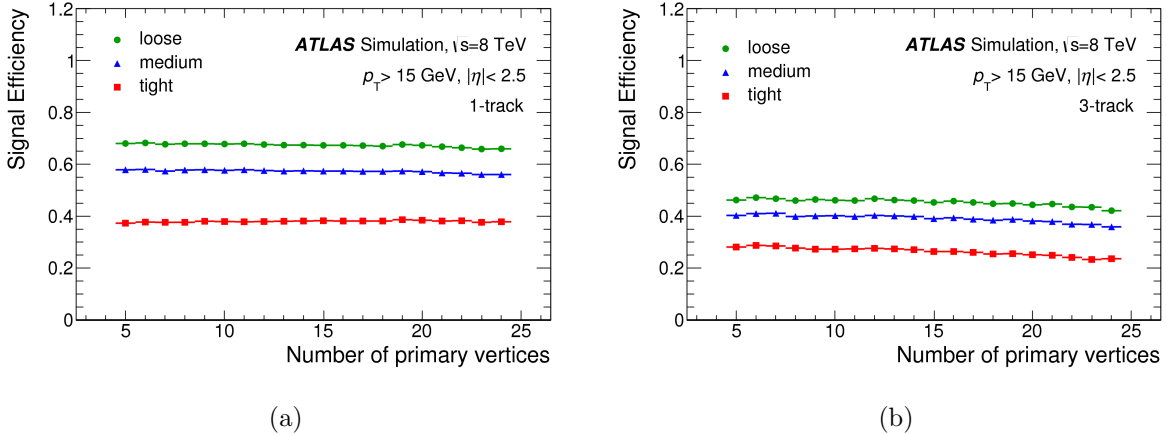 Signal Efficiency
1.2
1
0.8
0.6
0.4
0.2
0
loose
medium
tight
ATLAS Simulation, √s=8 TeV
pT> 15 GeV, |η|< 2.5
1-track
5 10 15 20 25
Number of primary vertices
(a)
Signal Efficiency
1.2
1
0.8
0.6
0.4
0.2
0
loose
medium
tight
ATLAS Simulation, √s=8 TeV
pT> 15 GeV, |η|< 2.5
3-track
5 10 15 20 25
Number of primary vertices
(b)